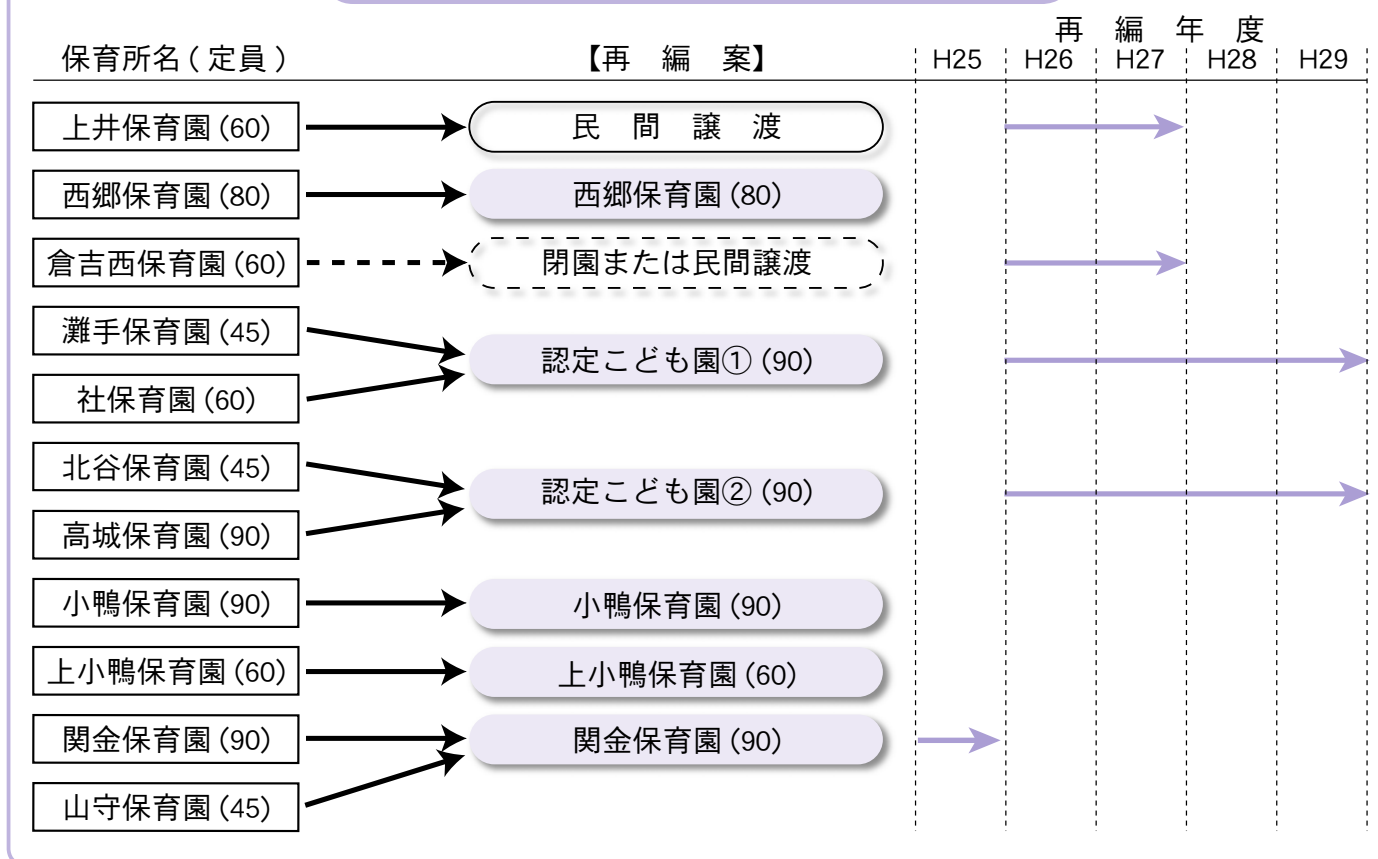 再　編　年　度
保育所名 ( 定員 )　【再　編　案】　H25　H26　H27　H28　H29
上井保育園 (60)　民　間　譲　渡
西郷保育園 (80)　西郷保育園 (80)
倉吉西保育園 (60)　閉園または民間譲渡
灘手保育園 (45)
認定こども園① (90)
社保育園 (60)
北谷保育園 (45)
認定こども園② (90)
高城保育園 (90)
小鴨保育園 (90)　小鴨保育園 (90)
上小鴨保育園 (60)　上小鴨保育園 (60)
関金保育園 (90)　関金保育園 (90)
山守保育園 (45)